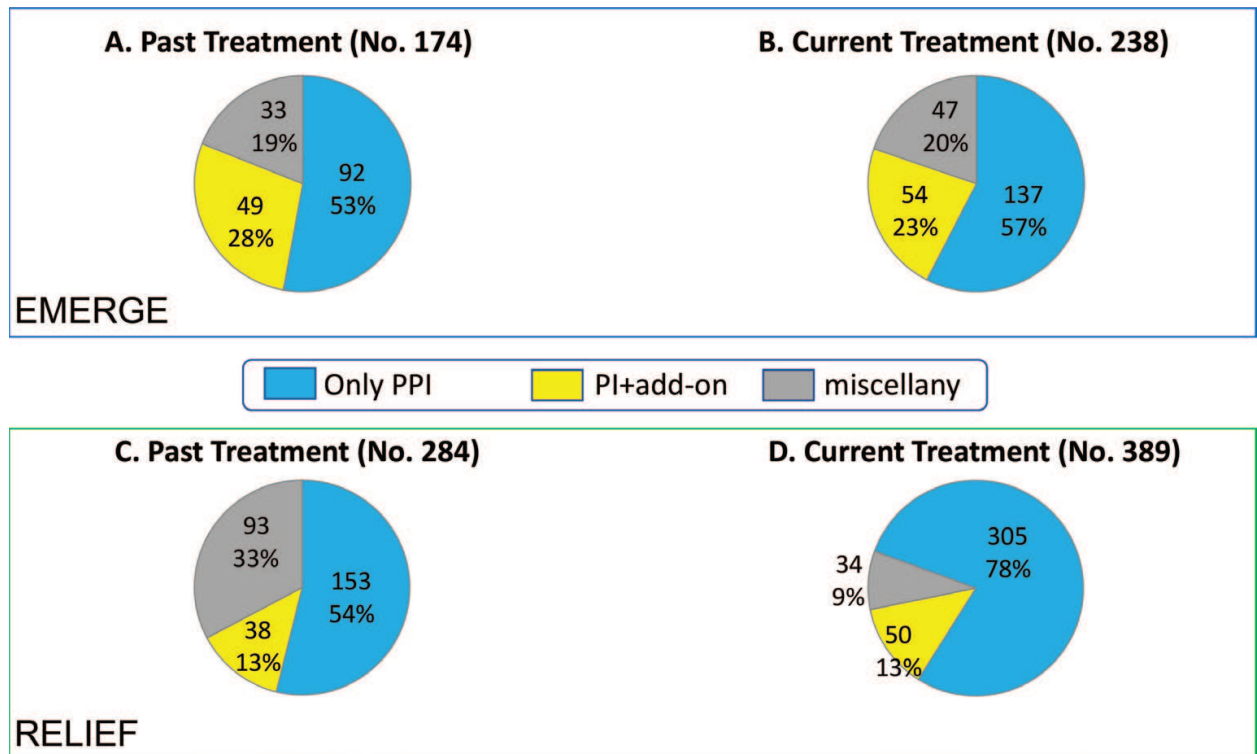 A. Past Treatment (No. 174)
33
19%
92
53%
49
28%
B. Current Treatment (No. 238)
47
20%
54
23%
137
57%
EMERGE
Only PPI
PI+add-on
miscellany
C. Past Treatment (No. 284)
93
33%
153
54%
38
13%
D. Current Treatment (No. 389)
305
78%
34
9%
50
13%
RELIEF